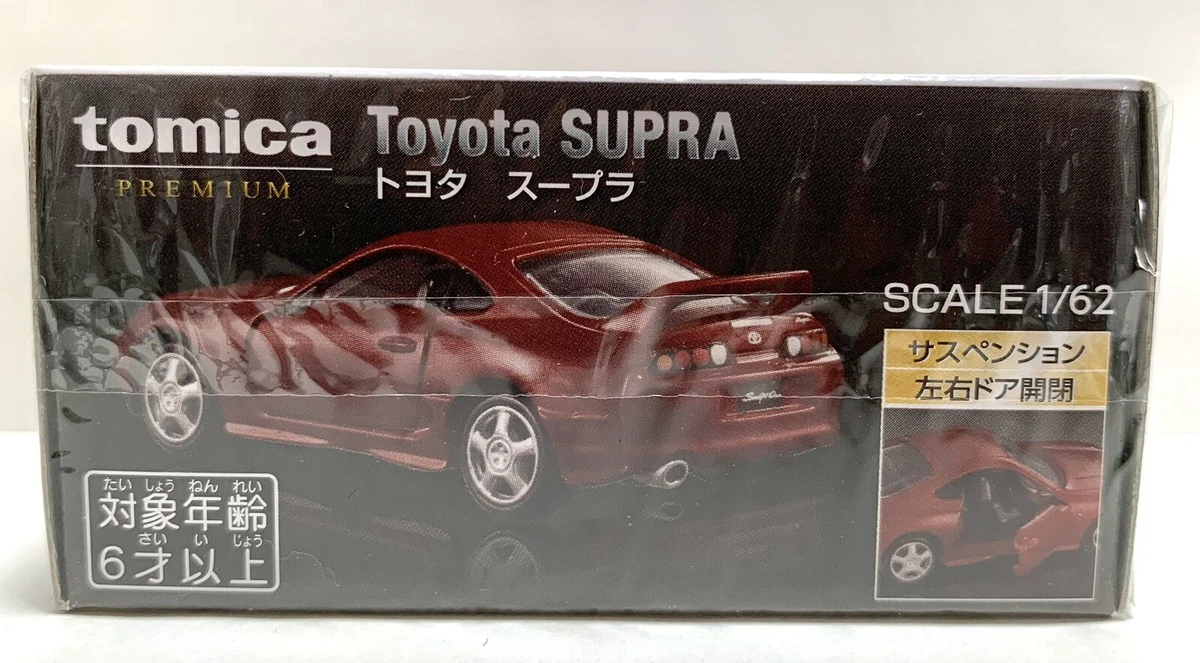 tomica
PREMIUM
Toyota SUPRA
トヨタ スープラ
SCALE 1/62
サスペンション
左右ドア開閉
Supra
たい しょう ねん れい
対象年齢
さい い じょう
6才以上